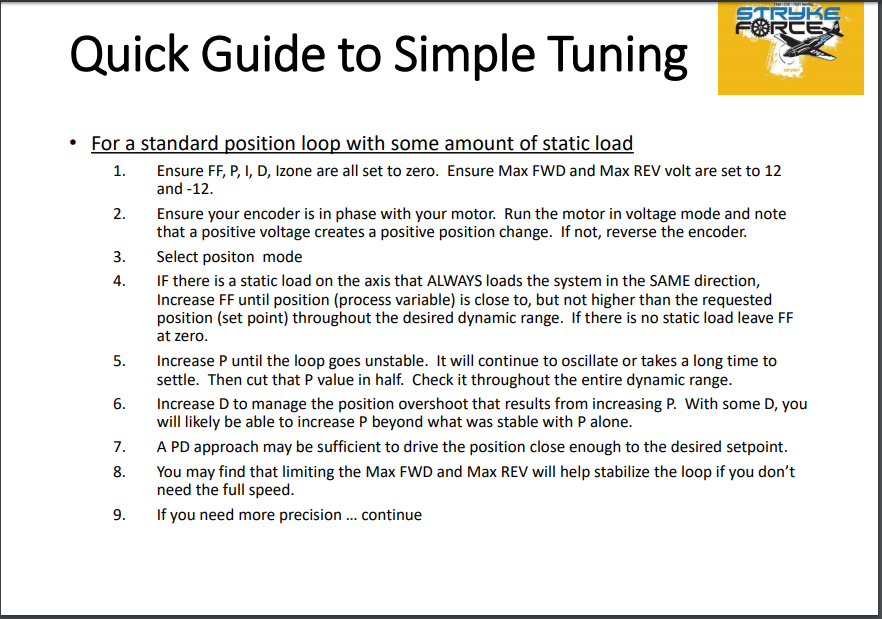 STRYKE
FORCE
Quick Guide to Simple Tuning
• For a standard position loop with some amount of static load
1. Ensure FF, P, I, D, Izone are all set to zero. Ensure Max FWD and Max REV volt are set to 12
and -12.
2. Ensure your encoder is in phase with your motor. Run the motor in voltage mode and note
that a positive voltage creates a positive position change. If not, reverse the encoder.
3. Select positon mode
4. IF there is a static load on the axis that ALWAYS loads the system in the SAME direction,
Increase FF until position (process variable) is close to, but not higher than the requested
position (set point) throughout the desired dynamic range. If there is no static load leave FF
at zero.
5. Increase P until the loop goes unstable. It will continue to oscillate or takes a long time to
settle. Then cut that P value in half. Check it throughout the entire dynamic range.
6. Increase D to manage the position overshoot that results from increasing P. With some D, you
will likely be able to increase P beyond what was stable with P alone.
7. A PD approach may be sufficient to drive the position close enough to the desired setpoint.
8. You may find that limiting the Max FWD and Max REV will help stabilize the loop if you don’t
need the full speed.
9. If you need more precision … continue